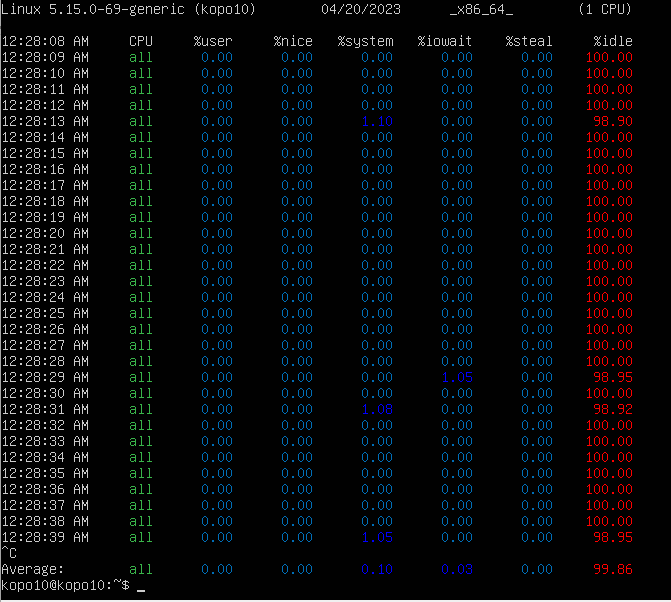 Linux 5.15.0-69-generic (kopo10) 04/20/2023 _x86_64_ (1 CPU)
12:28:08 AM CPU %user %nice %system %iowait %steal %idle
12:28:09 AM all 0.00 0.00 0.00 0.00 0.00 100.00
12:28:10 AM all 0.00 0.00 0.00 0.00 0.00 100.00
12:28:11 AM all 0.00 0.00 0.00 0.00 0.00 100.00
12:28:12 AM all 0.00 0.00 0.00 0.00 0.00 100.00
12:28:13 AM all 0.00 0.00 1.10 0.00 0.00 98.90
12:28:14 AM all 0.00 0.00 0.00 0.00 0.00 100.00
12:28:15 AM all 0.00 0.00 0.00 0.00 0.00 100.00
12:28:16 AM all 0.00 0.00 0.00 0.00 0.00 100.00
12:28:17 AM all 0.00 0.00 0.00 0.00 0.00 100.00
12:28:18 AM all 0.00 0.00 0.00 0.00 0.00 100.00
12:28:19 AM all 0.00 0.00 0.00 0.00 0.00 100.00
12:28:20 AM all 0.00 0.00 0.00 0.00 0.00 100.00
12:28:21 AM all 0.00 0.00 0.00 0.00 0.00 100.00
12:28:22 AM all 0.00 0.00 0.00 0.00 0.00 100.00
12:28:23 AM all 0.00 0.00 0.00 0.00 0.00 100.00
12:28:24 AM all 0.00 0.00 0.00 0.00 0.00 100.00
12:28:25 AM all 0.00 0.00 0.00 0.00 0.00 100.00
12:28:26 AM all 0.00 0.00 0.00 0.00 0.00 100.00
12:28:27 AM all 0.00 0.00 0.00 0.00 0.00 100.00
12:28:28 AM all 0.00 0.00 0.00 0.00 0.00 100.00
12:28:29 AM all 0.00 0.00 0.00 1.05 0.00 98.95
12:28:30 AM all 0.00 0.00 0.00 0.00 0.00 100.00
12:28:31 AM all 0.00 0.00 1.08 0.00 0.00 98.92
12:28:32 AM all 0.00 0.00 0.00 0.00 0.00 100.00
12:28:33 AM all 0.00 0.00 0.00 0.00 0.00 100.00
12:28:34 AM all 0.00 0.00 0.00 0.00 0.00 100.00
12:28:35 AM all 0.00 0.00 0.00 0.00 0.00 100.00
12:28:36 AM all 0.00 0.00 0.00 0.00 0.00 100.00
12:28:37 AM all 0.00 0.00 0.00 0.00 0.00 100.00
12:28:38 AM all 0.00 0.00 0.00 0.00 0.00 100.00
12:28:39 AM all 0.00 0.00 1.05 0.00 0.00 98.95
^C
Average: all 0.00 0.00 0.10 0.03 0.00 99.86
kopo10@kopo10:~$ _